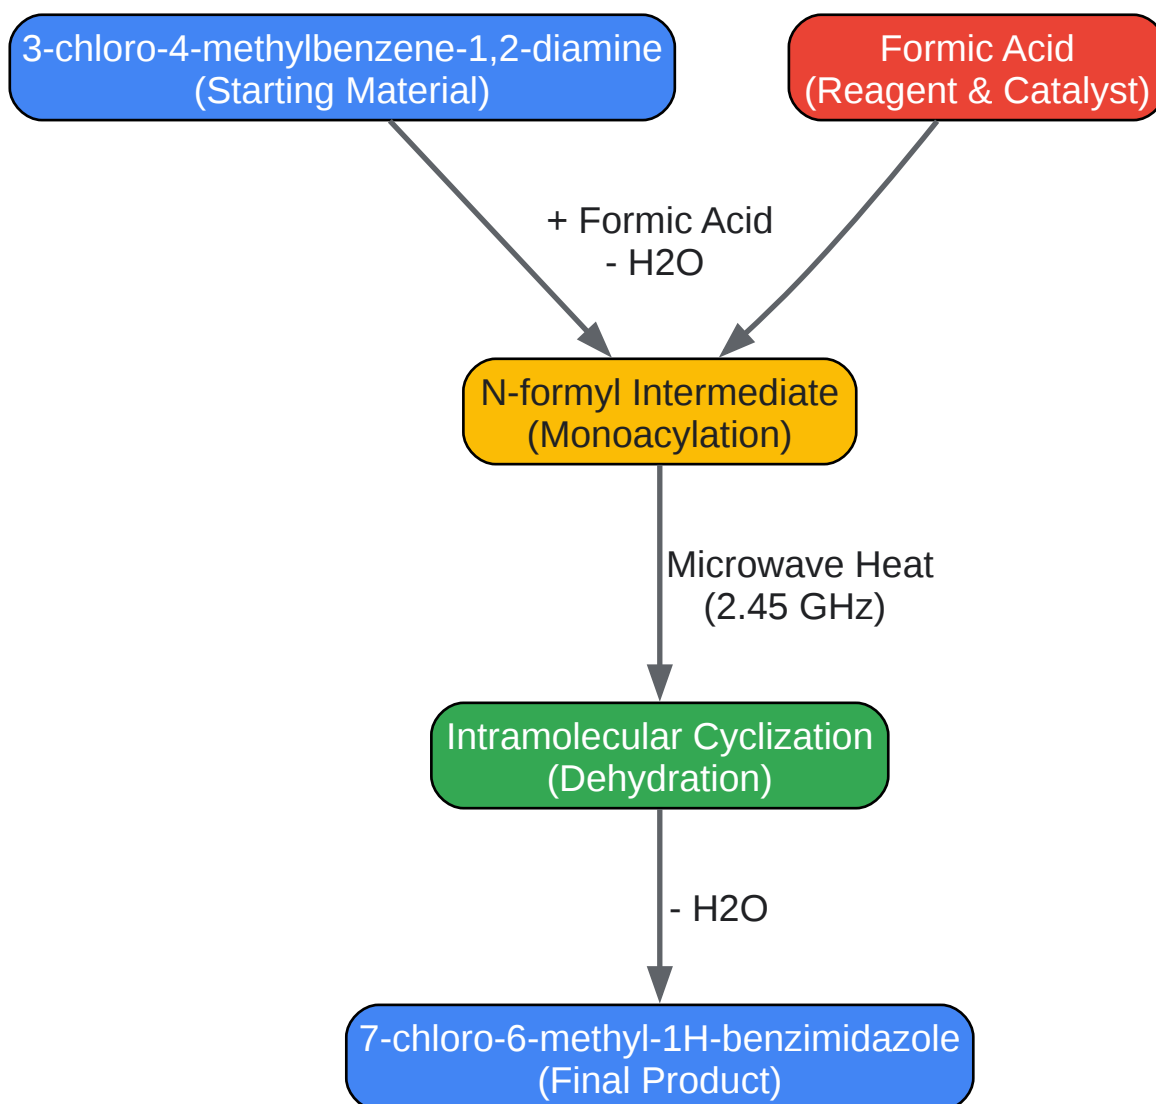 3-chloro-4-methylbenzene-1,2-diamine
(Starting Material)
Formic Acid
(Reagent & Catalyst)
+ Formic Acid
- H2O
N-formyl Intermediate
(Monoacylation)
Microwave Heat
(2.45 GHz)
Intramolecular Cyclization
(Dehydration)
- H2O
7-chloro-6-methyl-1H-benzimidazole
(Final Product)